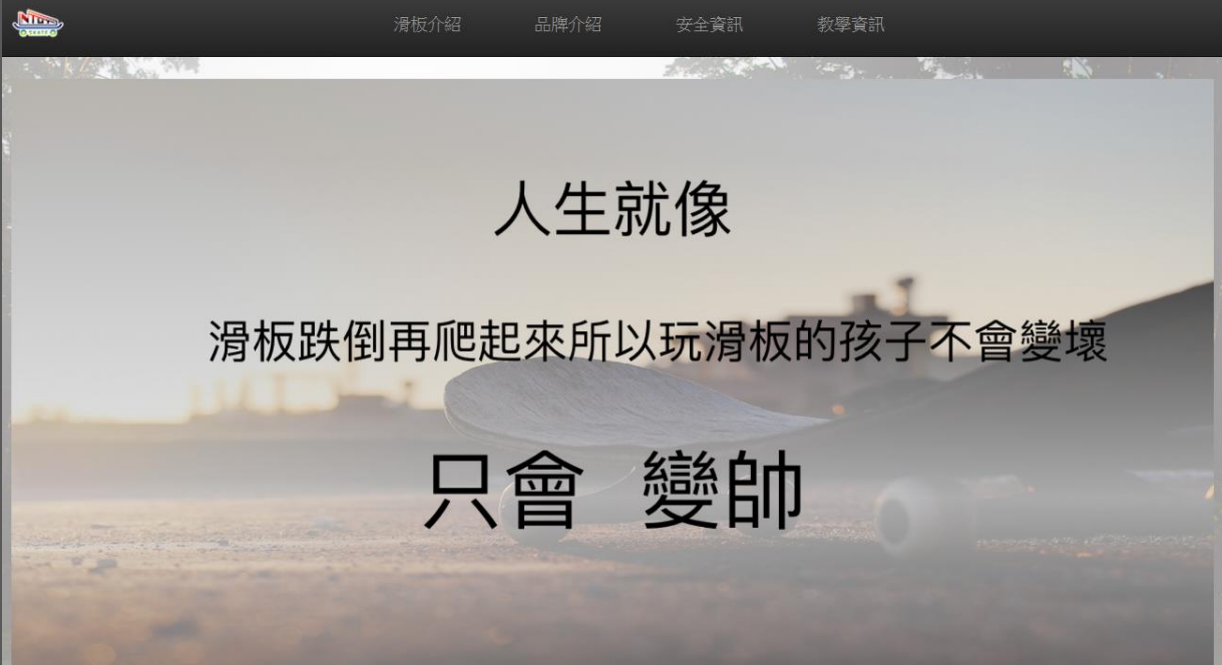 滑板介紹 品牌介紹 安全資訊 教學資訊
人生就像
滑板跌倒再爬起來所以玩滑板的孩子不會變壞
只會 變帥